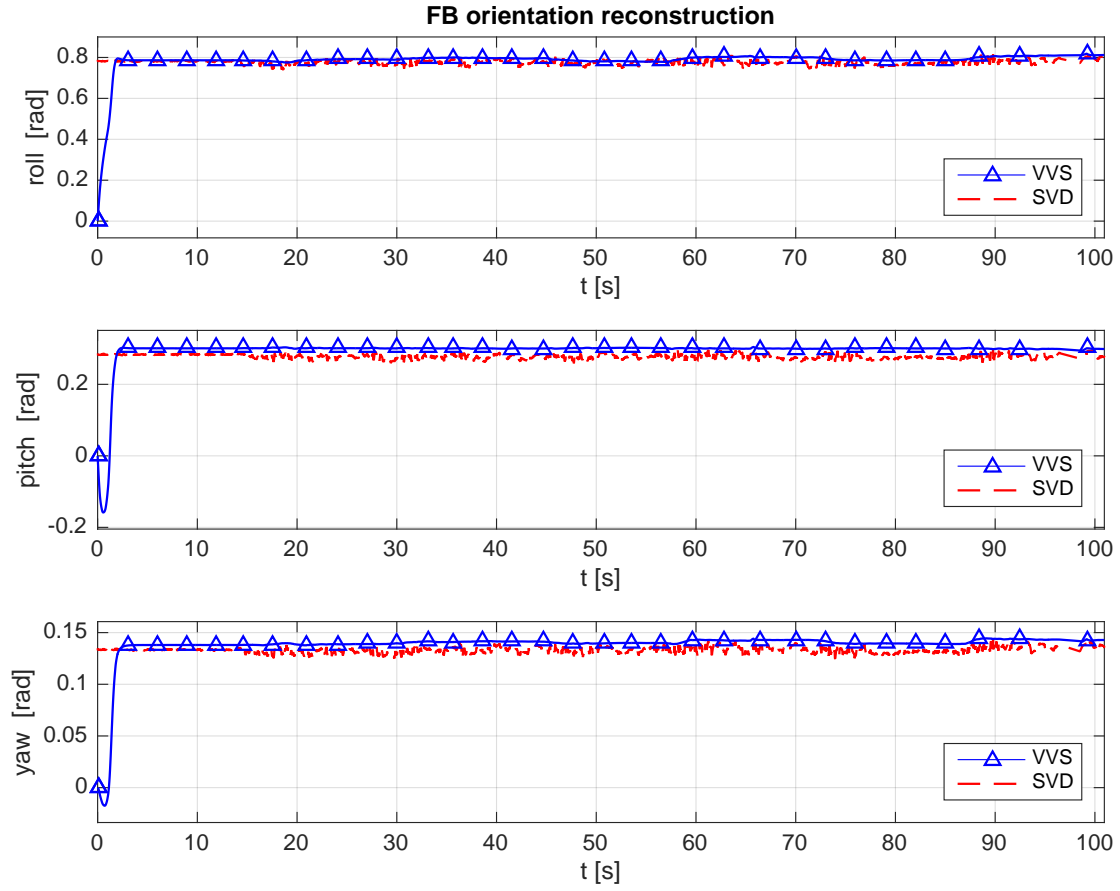 FB orientation reconstruction
roll [rad]
0.8
0.6
0.4
0.2
0
VVS
SVD
0 10 20 30 40 50 60 70 80 90 100
t [s]
pitch [rad]
0.2
0
-0.2
VVS
SVD
0 10 20 30 40 50 60 70 80 90 100
t [s]
yaw [rad]
0.15
0.1
0.05
0
VVS
SVD
0 10 20 30 40 50 60 70 80 90 100
t [s]